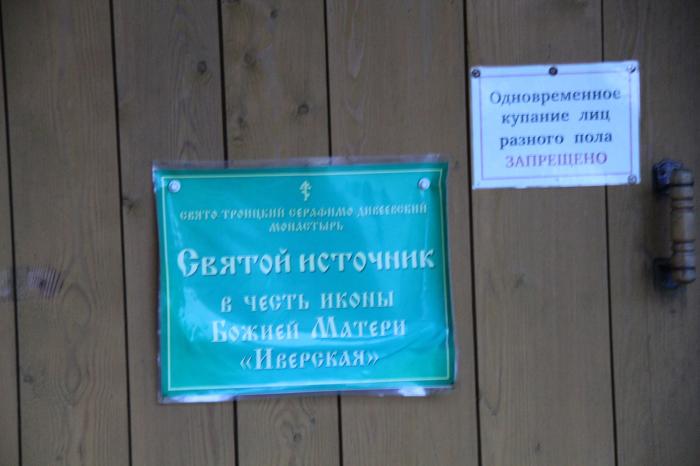 Одновременное
купание лиц
разного пола
ЗАПРЕЩЕНО
СВЯТО ТРОИЦКИЙ СЕРАФИМО ДИВЕЕВСКИЙ
МОНАСТЫРЬ
СВЯТОЙ ИСТОЧНИК
В ЧЕСТЬ ИКОНЫ
БОЖИЕЙ МАТЕРИ
«ИВЕРСКАЯ»